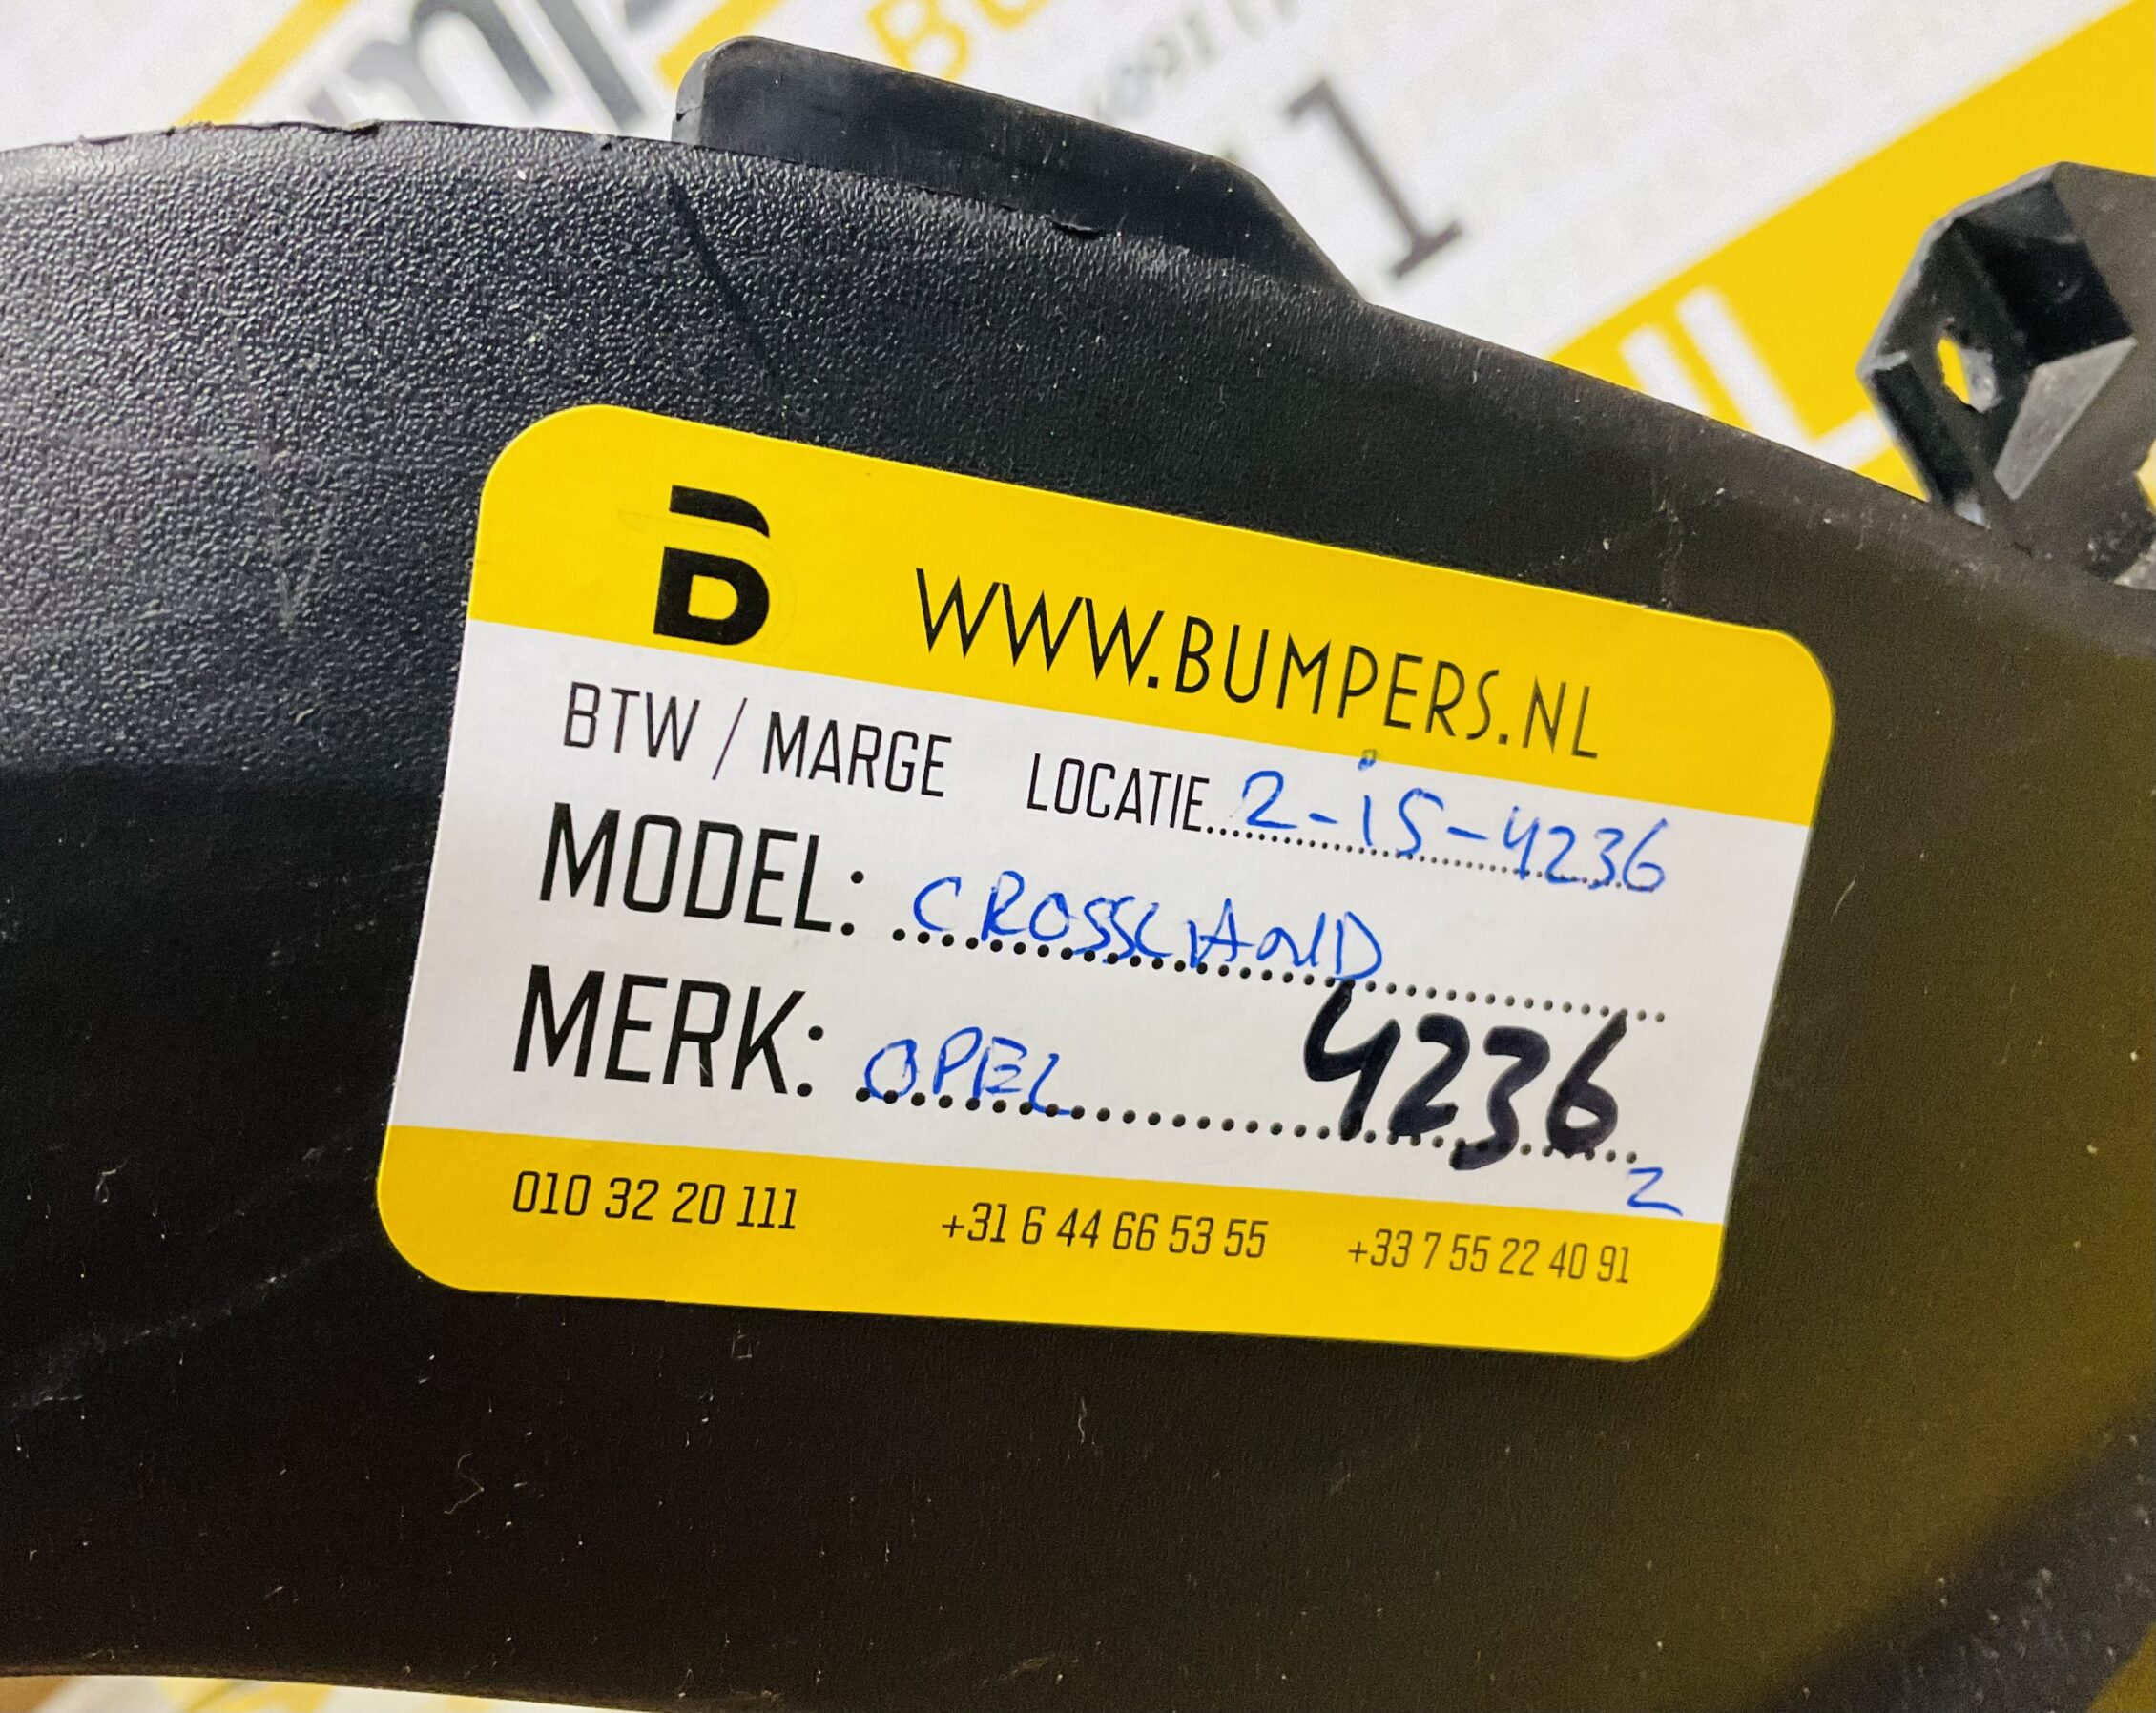 B WWW.BUMPERS.NL
BTW / MARGE LOCATIE 2-iS-4236
MODEL: CROSSLAND
MERK: OPEL 4236
2
010 32 20 111 +31 6 44 66 53 55 +33 7 55 22 40 91